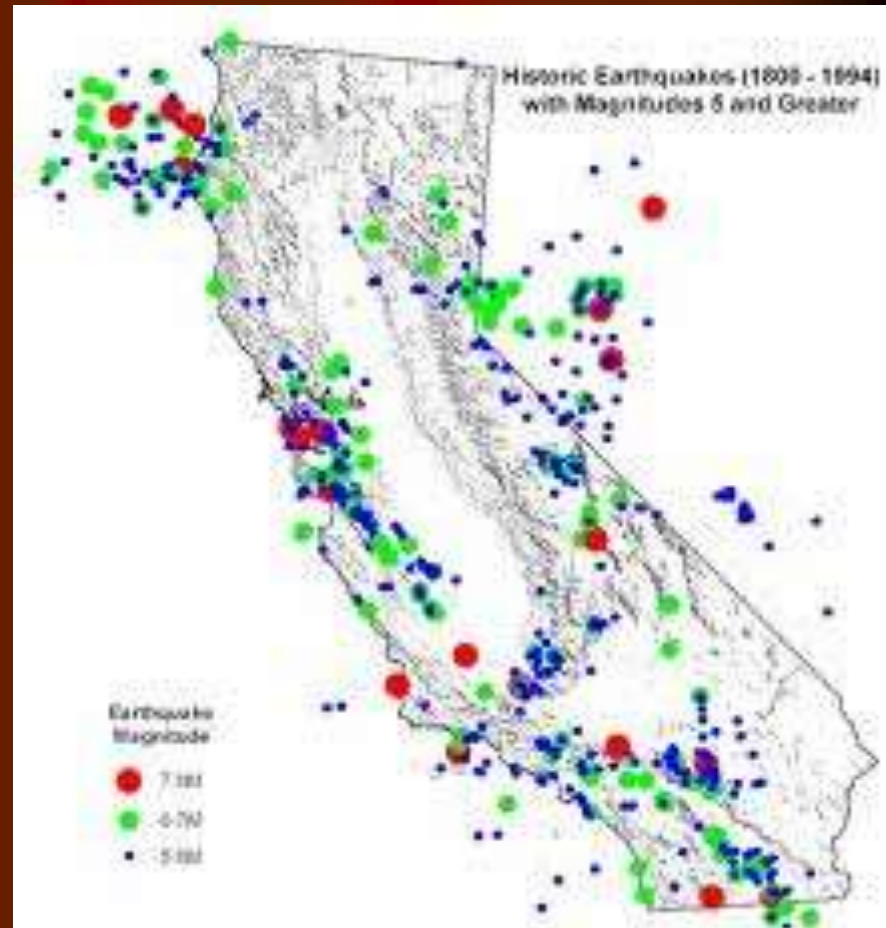 Historic Earthquakes (1800 - 1994)
with Magnitudes 5 and Greater
Earthquake
Magnitude